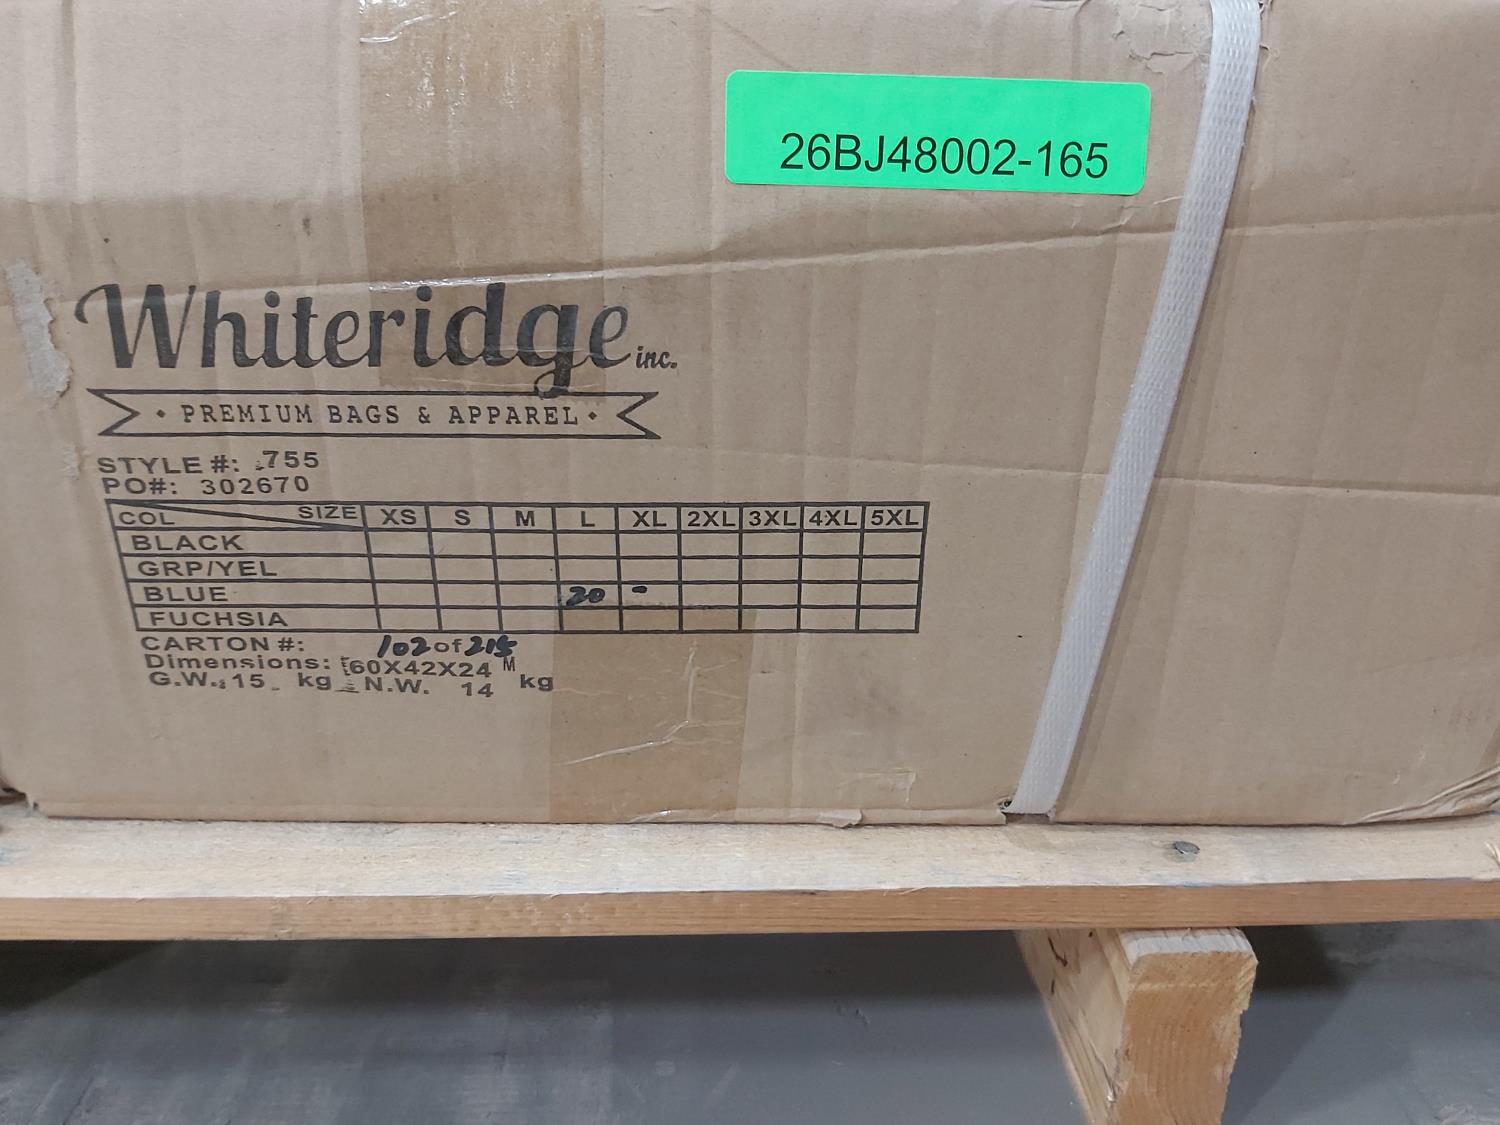 26BJ48002-165
Whiteridge inc.
PREMIUM BAGS & APPAREL
STYLE #: 755
PO#: 302670
COL SIZE XS S M L XL 2XL 3XL 4XL 5XL
BLACK
GRP/YEL
BLUE 20 -
FUCHSIA
CARTON #: 102 of 215
Dimensions: 60X42X24 M
G.W.: 15 kg N.W. 14 kg